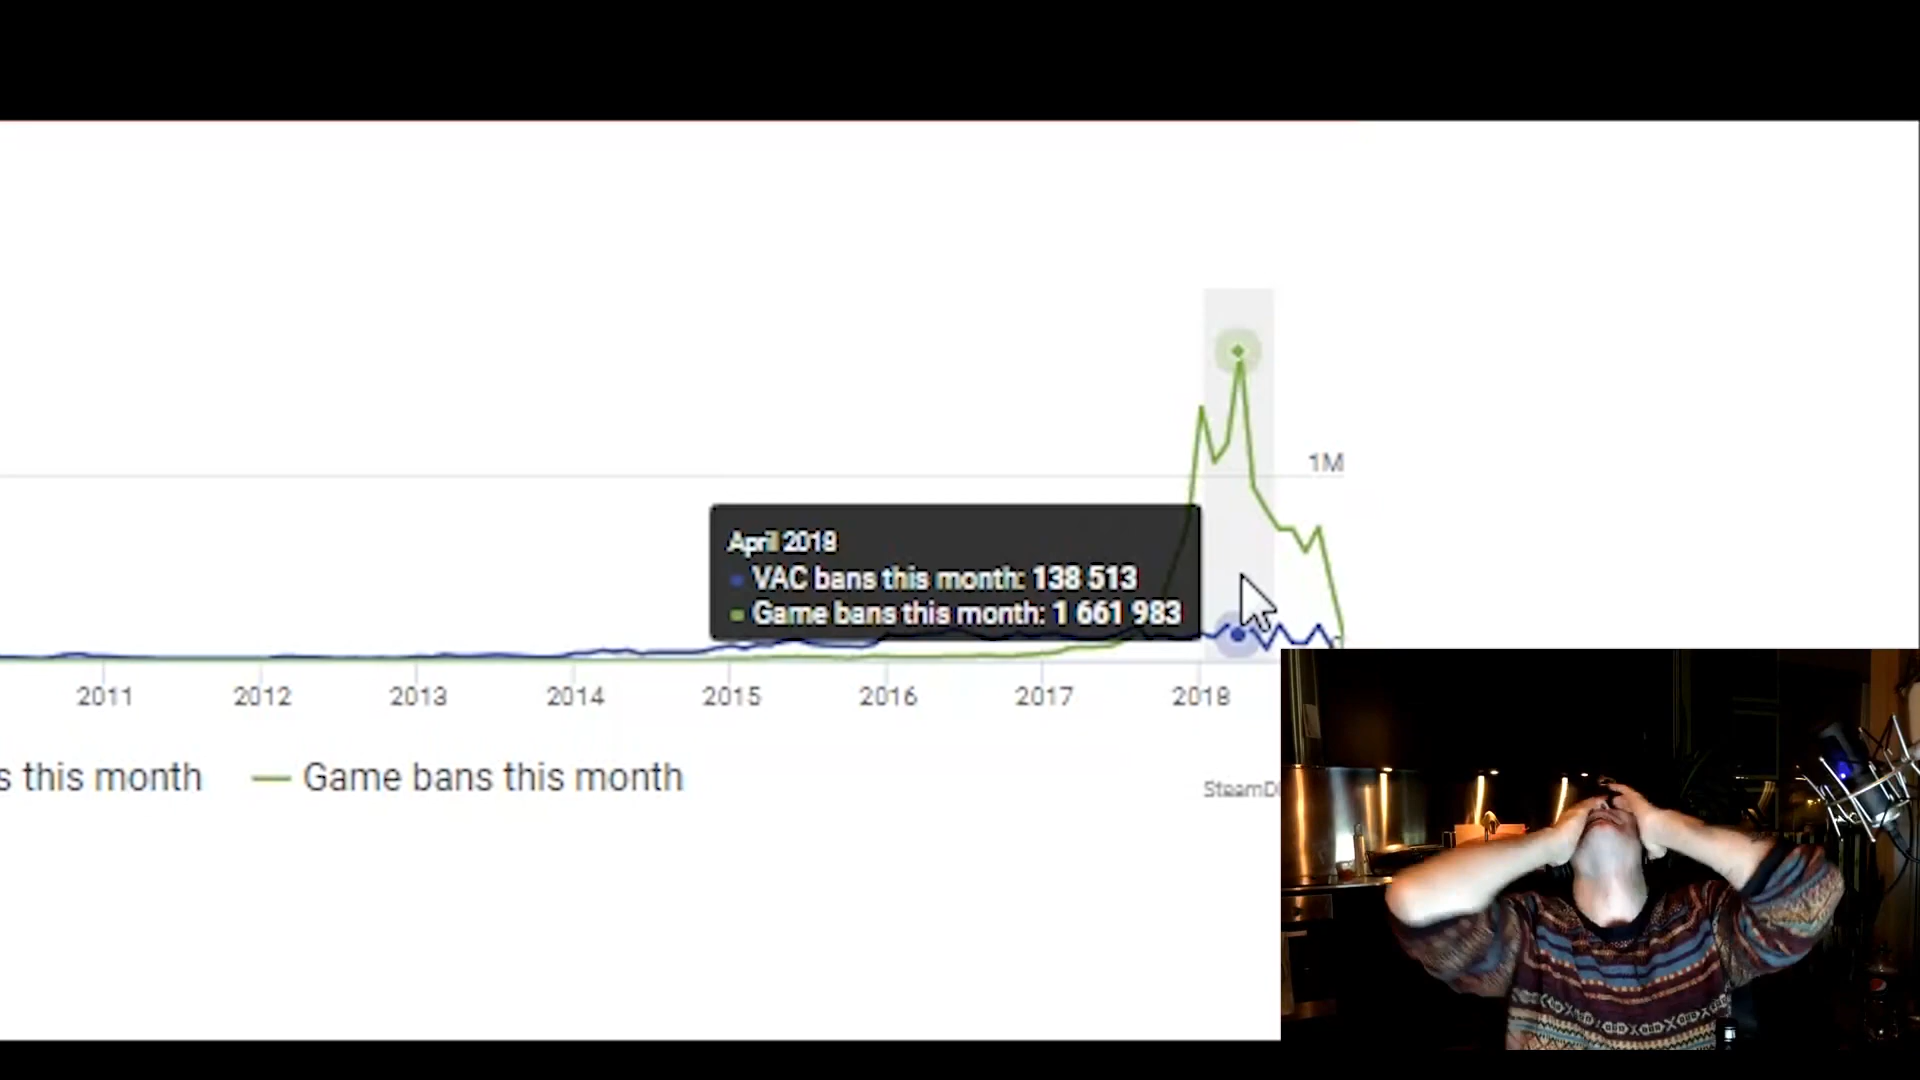 1M
April 2018
VAC bans this month: 138 513
Game bans this month: 1 661 983
2011 2012 2013 2014 2015 2016 2017 2018
s this month Game bans this month
SteamD